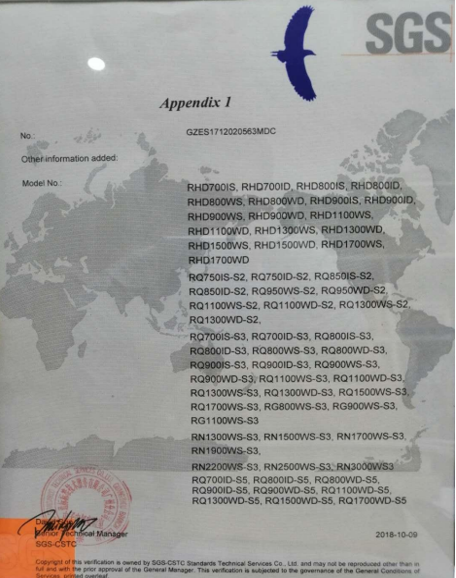 SGS
Appendix 1
No.: GZES1712020563MDC
Other information added:
Model No.: RHD700IS, RHD700ID, RHD800IS, RHD800ID,
RHD800WS, RHD800WD, RHD900IS, RHD900ID,
RHD900WS, RHD900WD, RHD1100WS,
RHD1100WD, RHD1300WS, RHD1300WD,
RHD1500WS, RHD1500WD, RHD1700WS,
RHD1700WD
RQ750IS-S2, RQ750ID-S2, RQ850IS-S2,
RQ850ID-S2, RQ950WS-S2, RQ950WD-S2,
RQ1100WS-S2, RQ1100WD-S2, RQ1300WS-S2,
RQ1300WD-S2,
RQ700IS-S3, RQ700ID-S3, RQ800IS-S3,
RQ800ID-S3, RQ800WS-S3, RQ800WD-S3,
RQ900IS-S3, RQ900ID-S3, RQ900WS-S3,
RQ900WD-S3, RQ1100WS-S3, RQ1100WD-S3,
RQ1300WS-S3, RQ1300WD-S3, RQ1500WS-S3,
RQ1700WS-S3, RG800WS-S3, RG900WS-S3,
RG1100WS-S3
RN1300WS-S3, RN1500WS-S3, RN1700WS-S3,
RN1900WS-S3,
RN2200WS-S3, RN2500WS-S3, RN3000WS3
RQ700ID-S5, RQ800ID-S5, RQ800WD-S5,
RQ900ID-S5, RQ900WD-S5, RQ1100WD-S5,
RQ1300WD-S5, RQ1500WD-S5, RQ1700WD-S5
Technical Manager
2018-10-09
SGS-CSTC
Copyright of this verification is owned by SGS-CSTC Standards Technical Services Co., Ltd. and may not be reproduced other than in
full and with the prior approval of the General Manager. This verification is subjected to the governance of the General Conditions of
Services, printed overleaf.